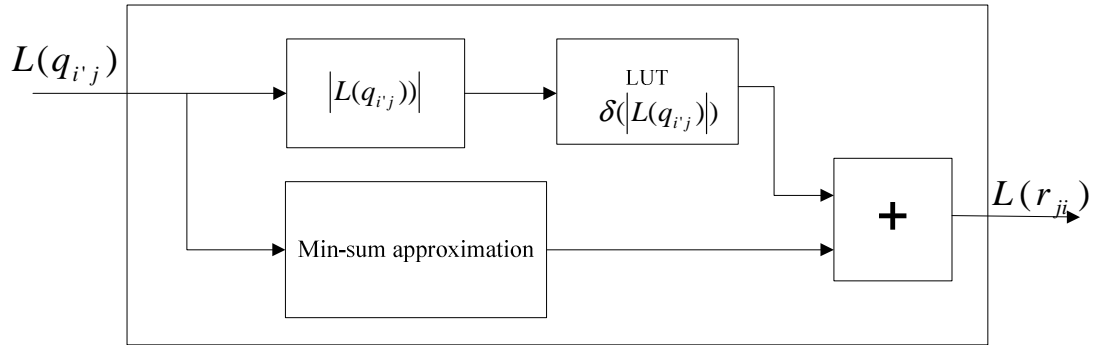 L(q_{i'j})
|L(q_{i'j}))|
LUT
δ(|L(q_{i'j})|)
Min-sum approximation
+
L(r_{ji})